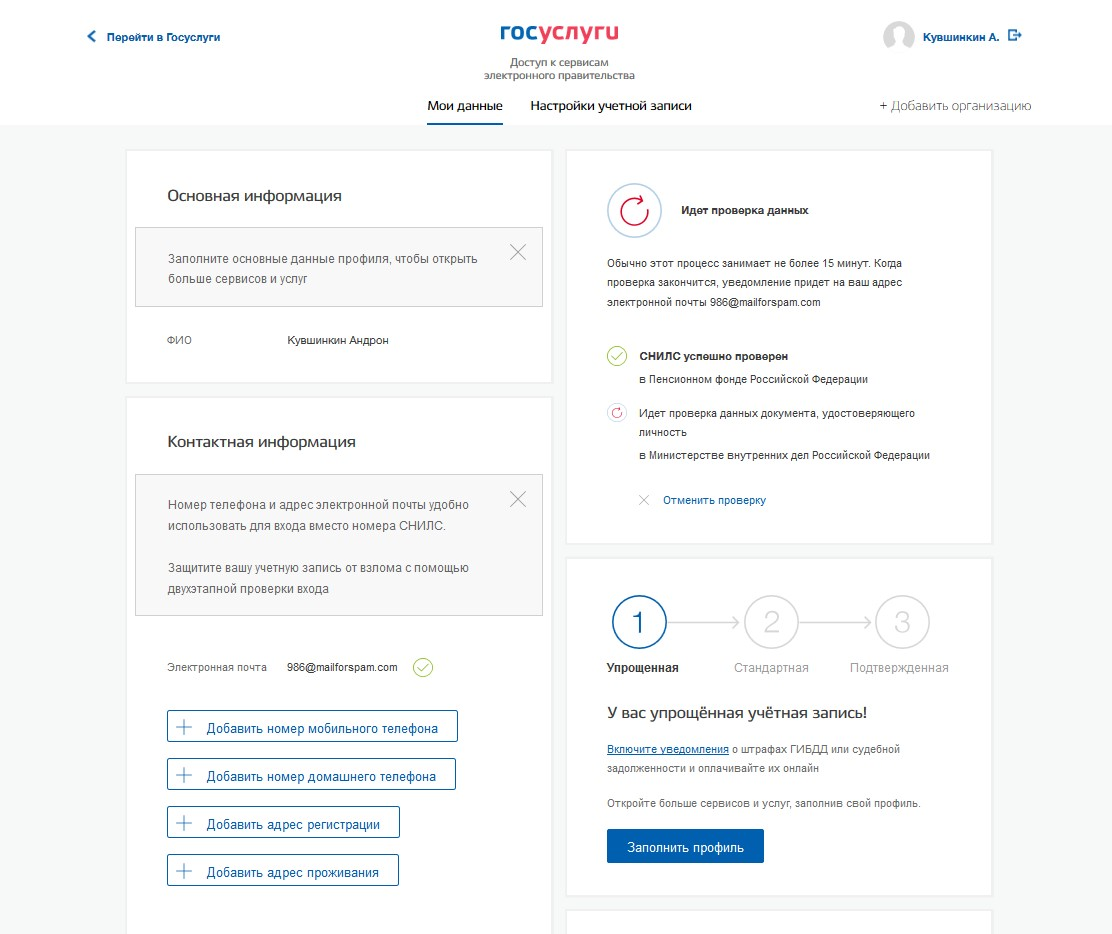 Перейти в Госуслуги
госуслуги
Доступ к сервисам
электронного правительства
Кувшинкин А.
Мои данные
Настройки учетной записи
+ Добавить организацию
Основная информация
Заполните основные данные профиля, чтобы открыть
больше сервисов и услуг
ФИО Кувшинкин Андрон
Контактная информация
Номер телефона и адрес электронной почты удобно
использовать для входа вместо номера СНИЛС.
Защитите вашу учетную запись от взлома с помощью
двухэтапной проверки входа
Электронная почта 986@mailforspam.com
Добавить номер мобильного телефона
Добавить номер домашнего телефона
Добавить адрес регистрации
Добавить адрес проживания
Идет проверка данных
Обычно этот процесс занимает не более 15 минут. Когда
проверка закончится, уведомление придет на ваш адрес
электронной почты 986@mailforspam.com
СНИЛС успешно проверен
в Пенсионном фонде Российской Федерации
Идет проверка данных документа, удостоверяющего
личность
в Министерстве внутренних дел Российской Федерации
Отменить проверку
1 2 3
Упрощенная Стандартная Подтвержденная
У вас упрощённая учётная запись!
Включите уведомления о штрафах ГИБДД или судебной
задолженности и оплачивайте их онлайн
Откройте больше сервисов и услуг, заполнив свой профиль.
Заполнить профиль